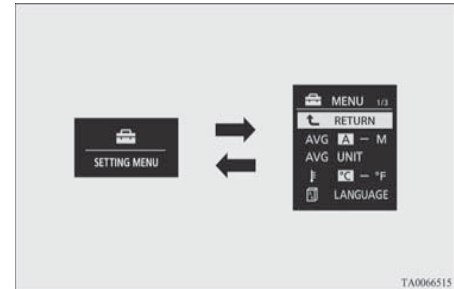 SETTING MENU
MENU 1/3
RETURN
AVG A – M
AVG UNIT
°C – °F
LANGUAGE
TA0066515